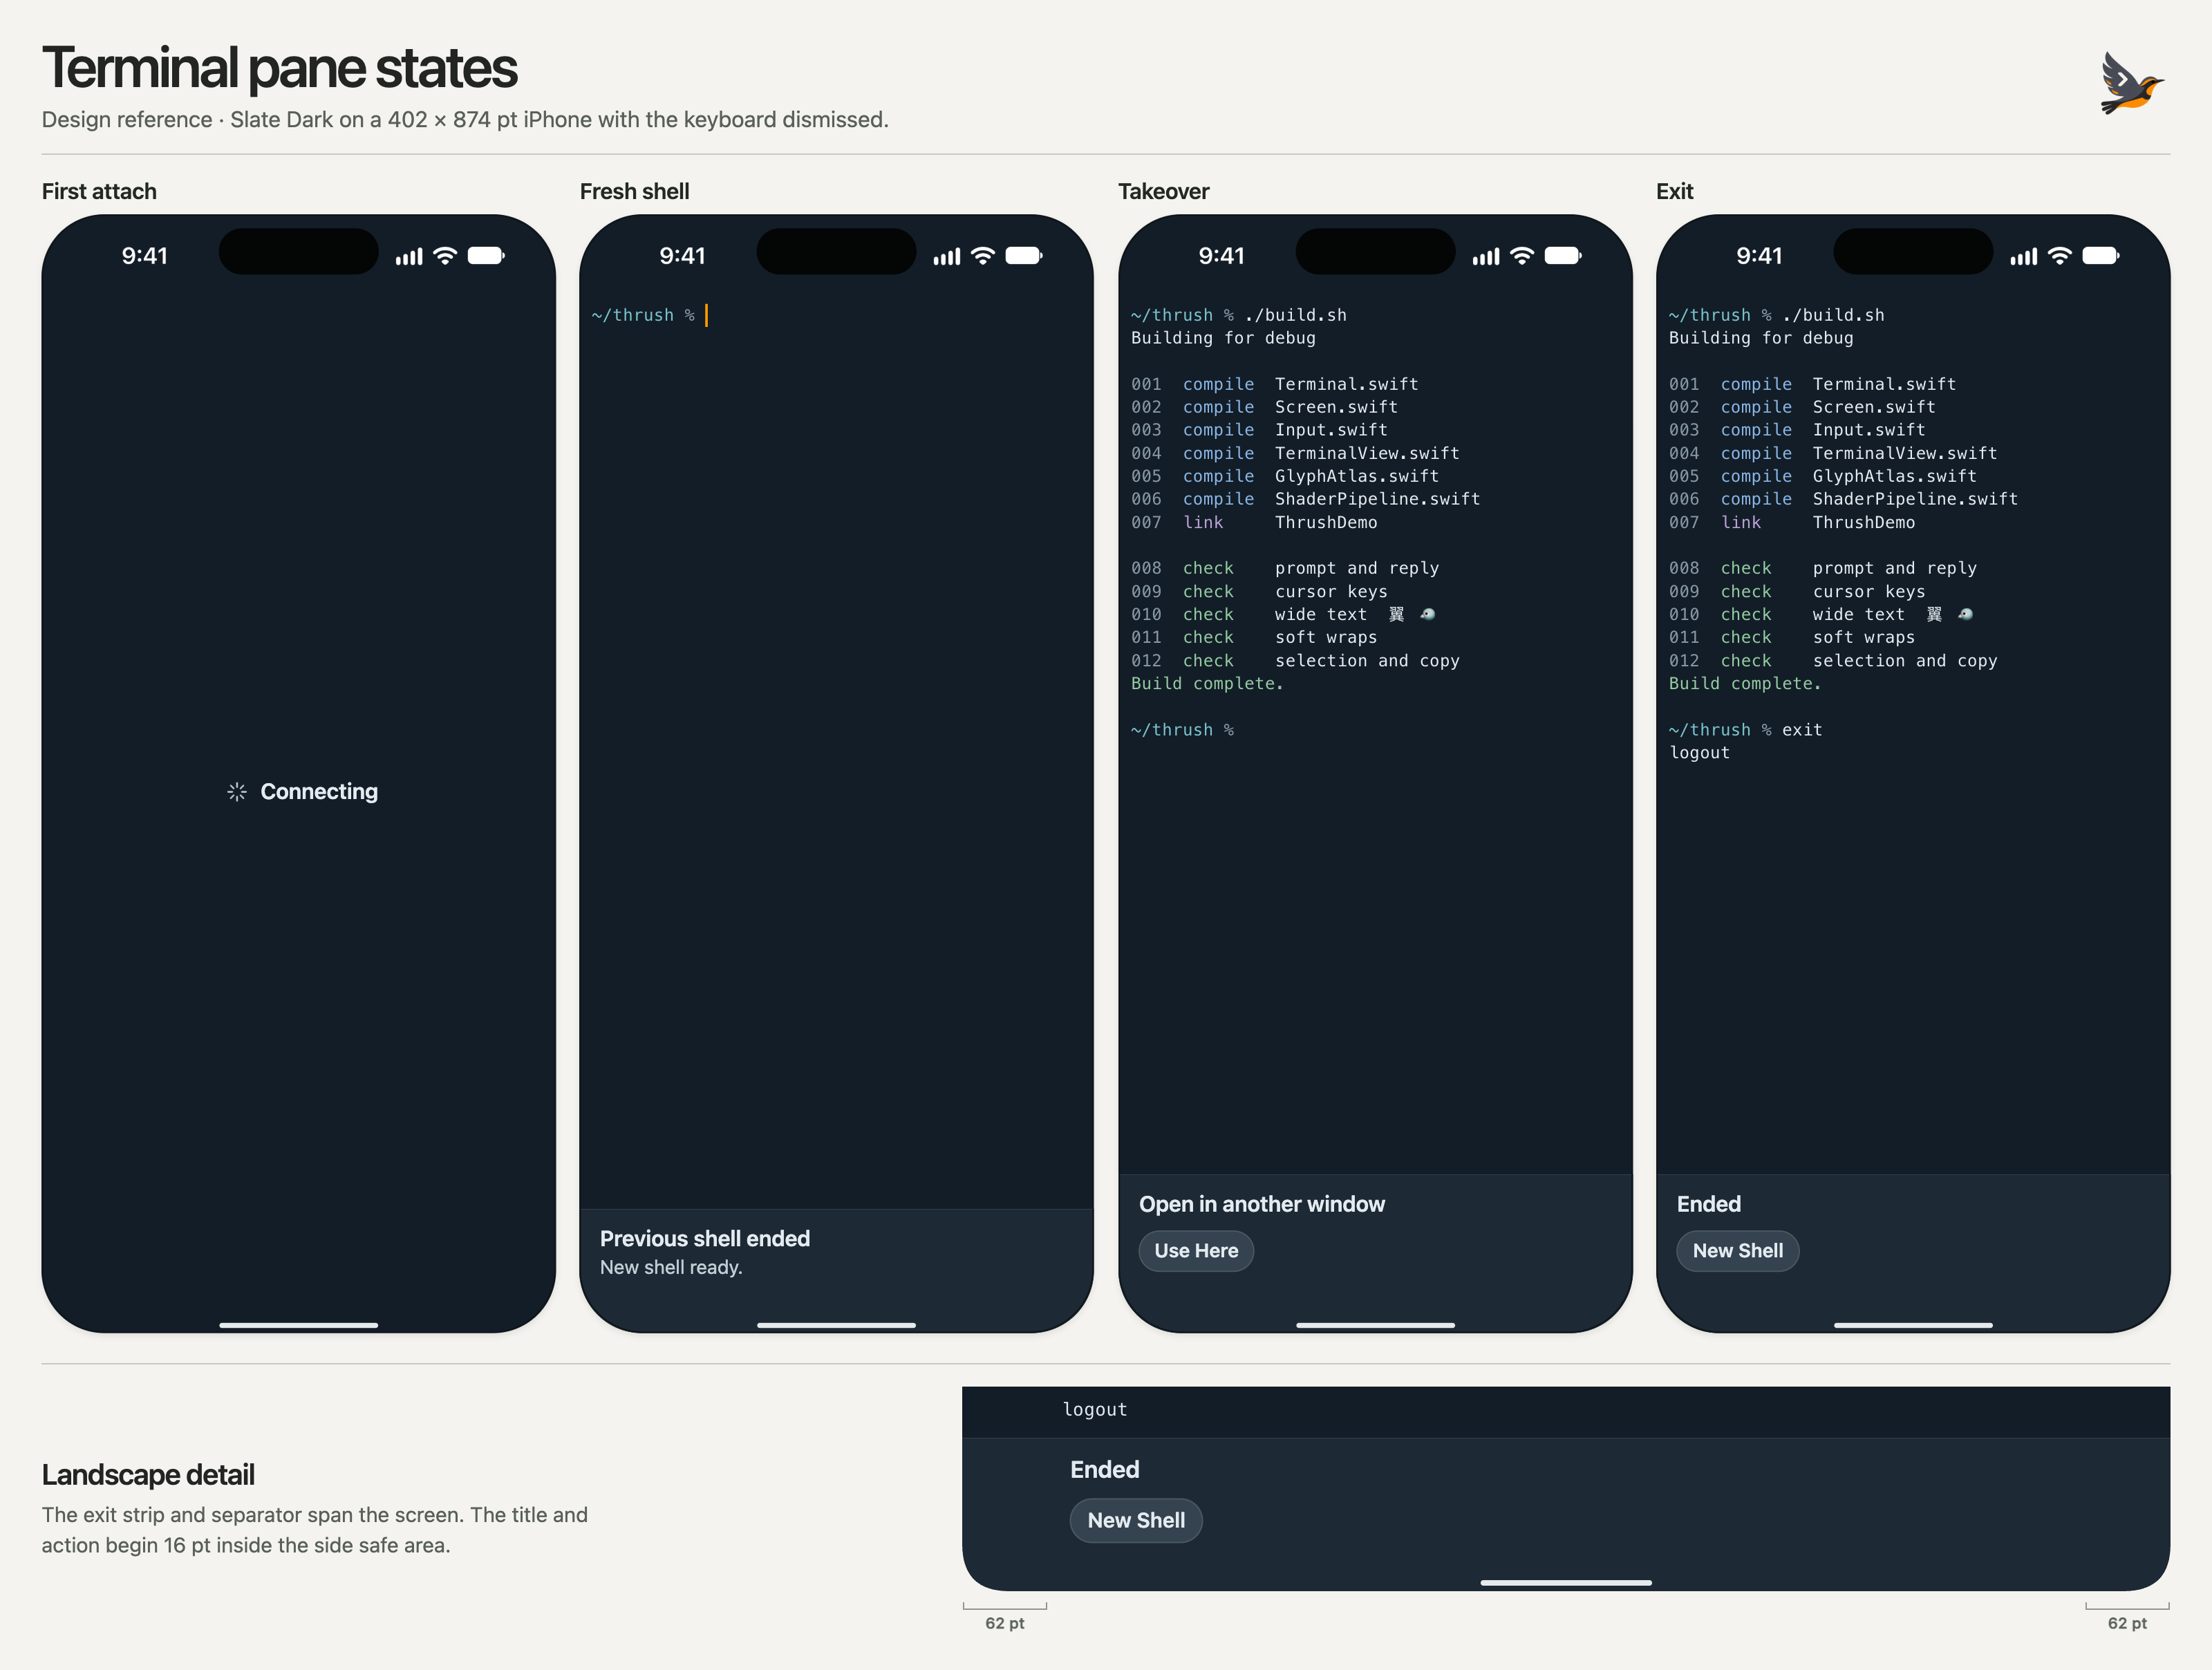 Terminal pane states
Design reference · Slate Dark on a 402 × 874 pt iPhone with the keyboard dismissed.
First attach
9:41
Connecting
Fresh shell
9:41
~/thrush %
Previous shell ended
New shell ready.
Takeover
9:41
~/thrush % ./build.sh
Building for debug
001 compile Terminal.swift
002 compile Screen.swift
003 compile Input.swift
004 compile TerminalView.swift
005 compile GlyphAtlas.swift
006 compile ShaderPipeline.swift
007 link ThrushDemo
008 check prompt and reply
009 check cursor keys
010 check wide text 翼
011 check soft wraps
012 check selection and copy
Build complete.
~/thrush %
Open in another window
Use Here
Exit
9:41
~/thrush % ./build.sh
Building for debug
001 compile Terminal.swift
002 compile Screen.swift
003 compile Input.swift
004 compile TerminalView.swift
005 compile GlyphAtlas.swift
006 compile ShaderPipeline.swift
007 link ThrushDemo
008 check prompt and reply
009 check cursor keys
010 check wide text 翼
011 check soft wraps
012 check selection and copy
Build complete.
~/thrush % exit
logout
Ended
New Shell
Landscape detail
The exit strip and separator span the screen. The title and
action begin 16 pt inside the side safe area.
logout
Ended
New Shell
62 pt
62 pt